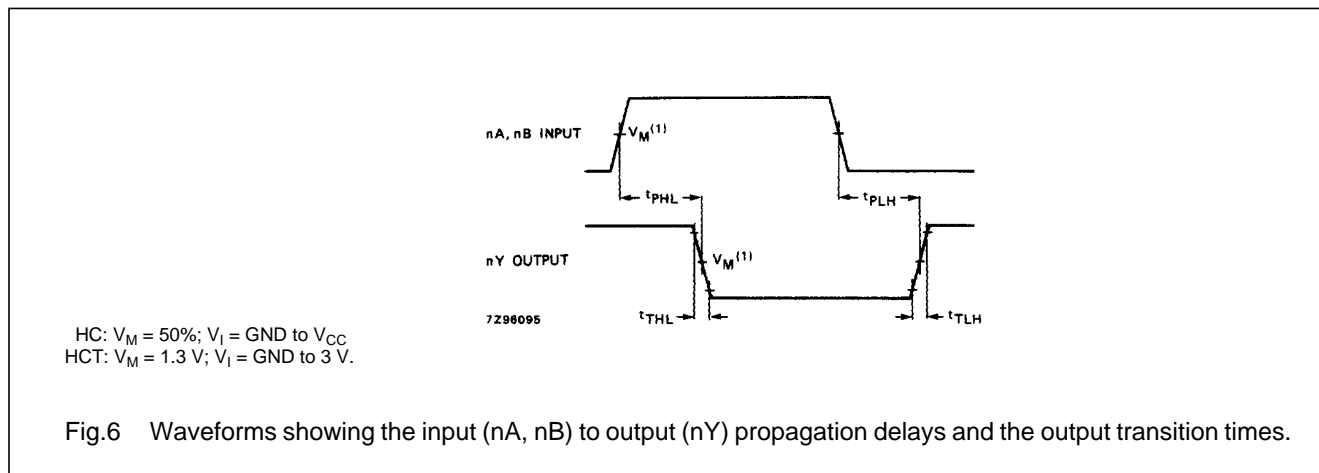 nA, nB INPUT
VM(1)
tPHL
tPLH
nY OUTPUT
VM(1)
tTHL
tTLH
7Z96095
HC: VM = 50%; VI = GND to VCC
HCT: VM = 1.3 V; VI = GND to 3 V.
Fig.6 Waveforms showing the input (nA, nB) to output (nY) propagation delays and the output transition times.